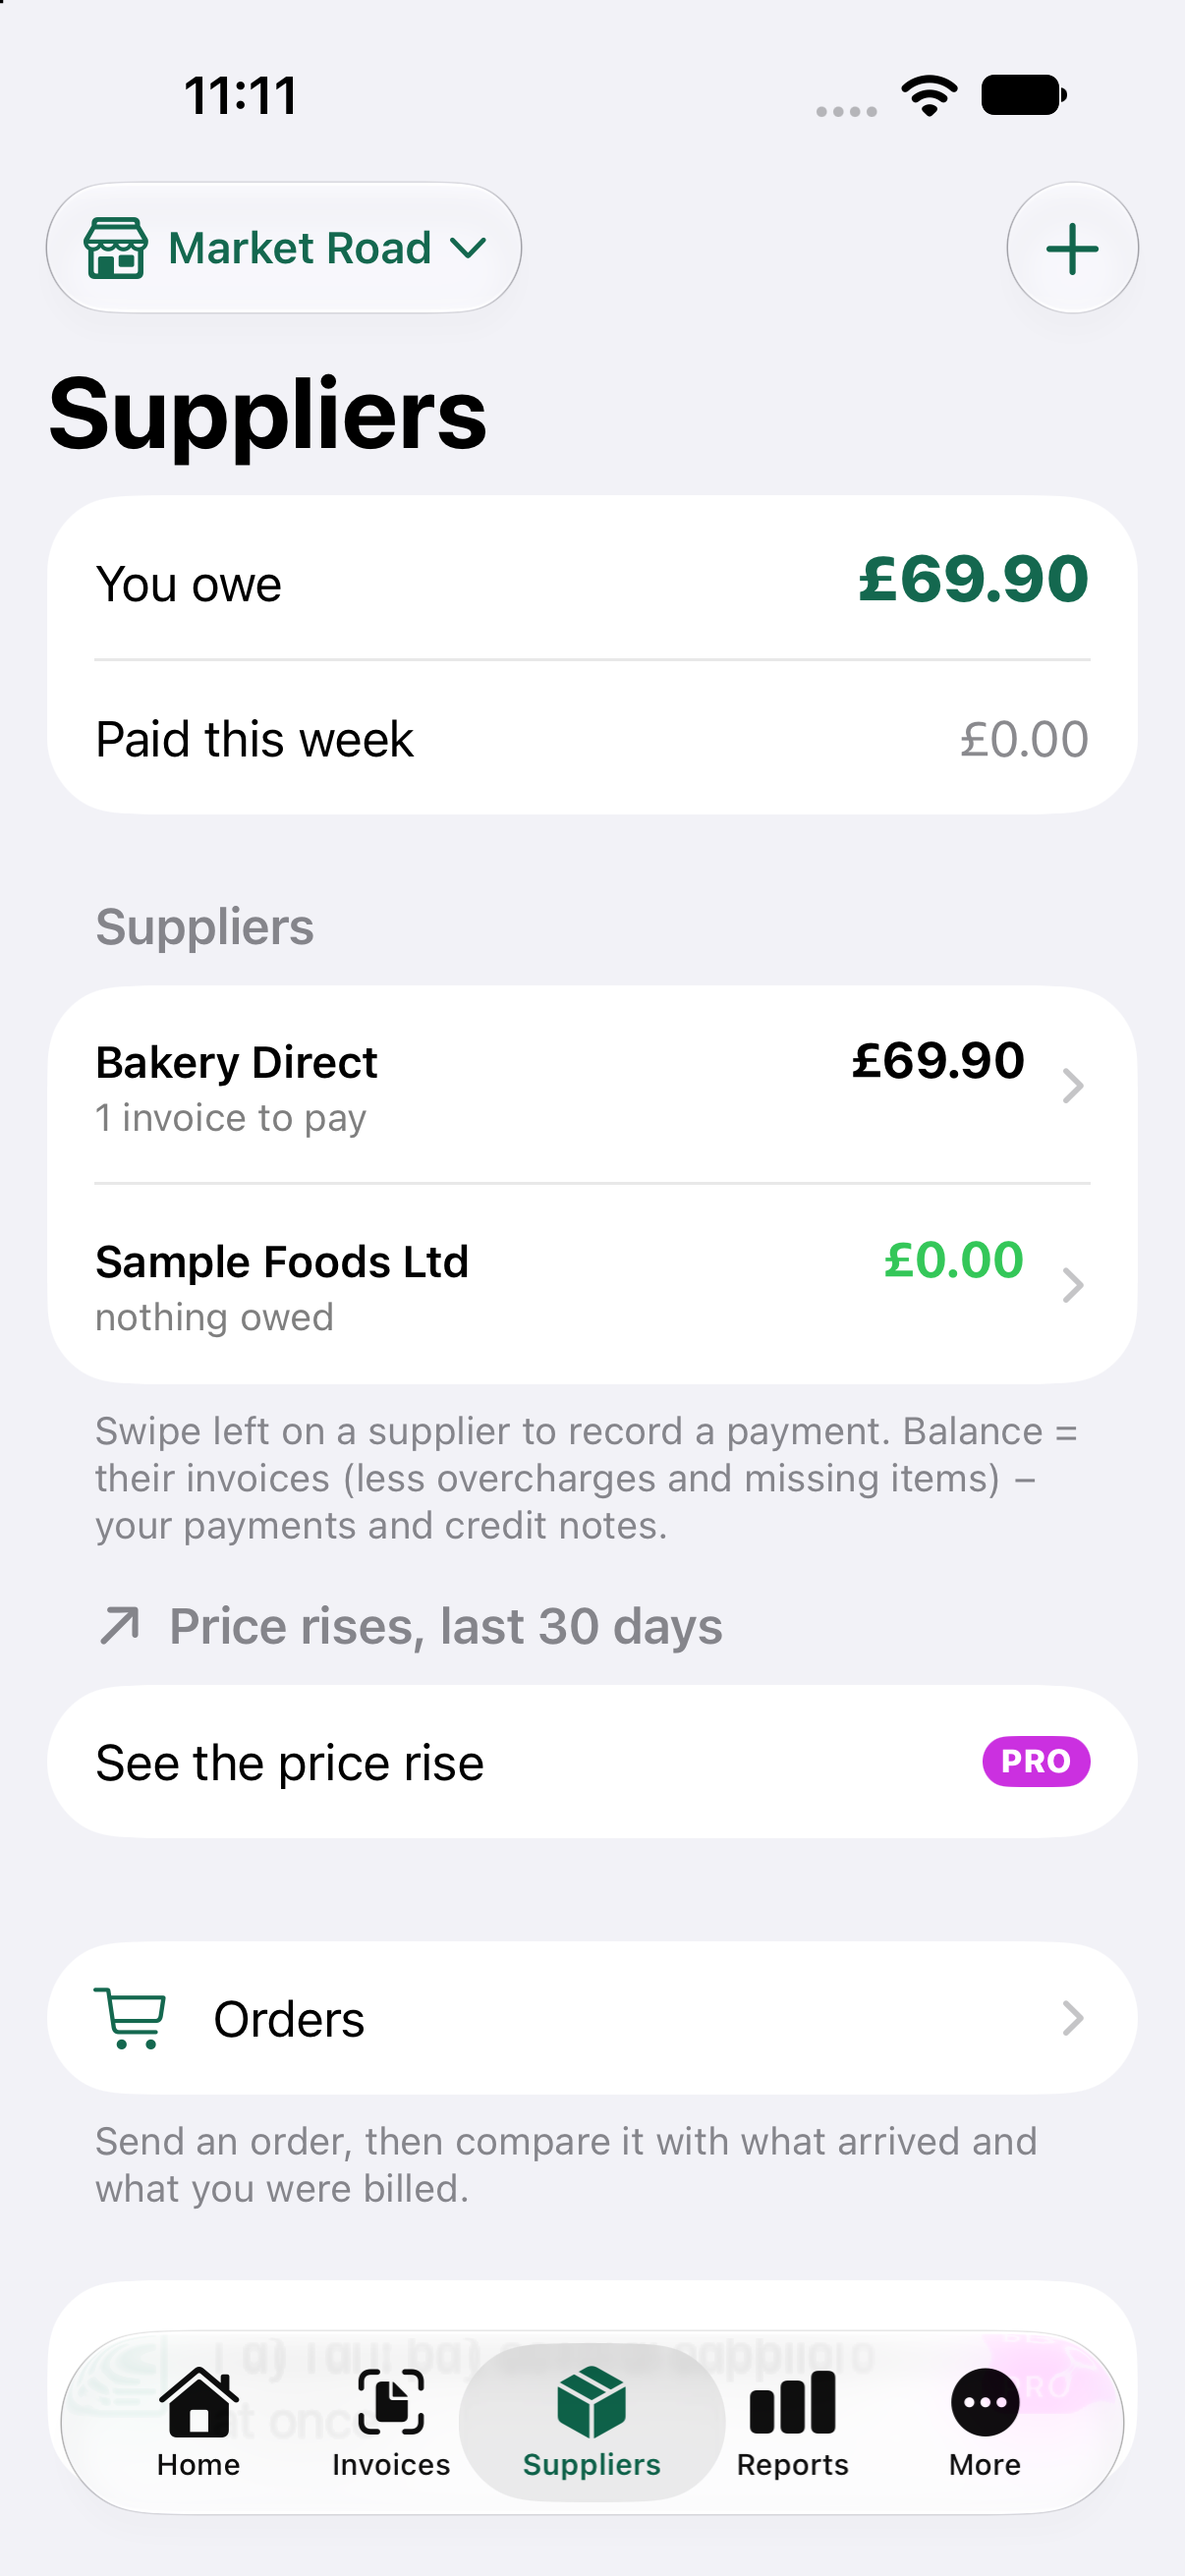 11:11
Market Road
Suppliers
You owe
£69.90
Paid this week
£0.00
Suppliers
Bakery Direct
£69.90
1 invoice to pay
Sample Foods Ltd
£0.00
nothing owed
Swipe left on a supplier to record a payment. Balance =
their invoices (less overcharges and missing items) –
your payments and credit notes.
Price rises, last 30 days
See the price rise
PRO
Orders
Send an order, then compare it with what arrived and
what you were billed.
Home
Invoices
Suppliers
Reports
More